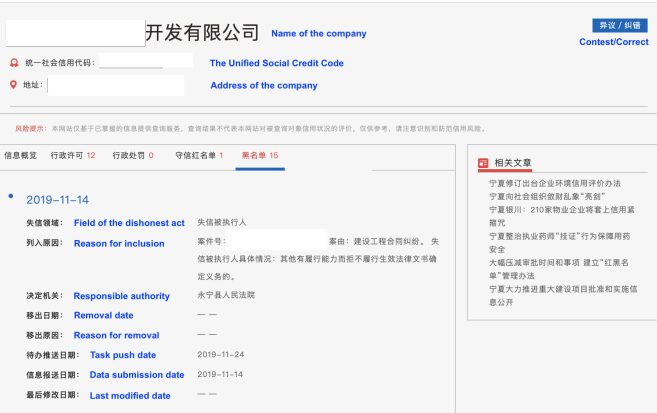 开发有限公司 Name of the company
异议 / 纠错
Contest/Correct
统一社会信用代码: The Unified Social Credit Code
地址: Address of the company
风险提示: 本网站仅基于已掌握的信息提供查询服务, 查询结果不代表本网站对被查询对象信用状况的评价, 仅供参考, 请注意识别和防范信用风险。
信息概览 行政许可 12 行政处罚 0 守信红名单 1 黑名单 15
2019-11-14
失信领域: Field of the dishonest act 失信被执行人
列入原因: Reason for inclusion 案件号: 案由: 建设工程合同纠纷。 失
信被执行人具体情况: 其他有履行能力而拒不履行生效法律文书确
定义务的。
决定机关: Responsible authority 永宁县人民法院
移出日期: Removal date — —
移出原因: Reason for removal — —
待办推送日期: Task push date 2019-11-24
信息报送日期: Data submission date 2019-11-14
最后修改日期: Last modified date — —
相关文章
宁夏修订出台企业环境信用评价办法
宁夏向社会组织敛财乱象“亮剑”
宁夏银川: 210家物业企业将套上信用紧
箍咒
宁夏整治执业药师“挂证”行为保障用药
安全
大幅压减审批时间和事项 建立“红黑名
单”管理办法
宁夏大力推进重大建设项目批准和实施信
息公开